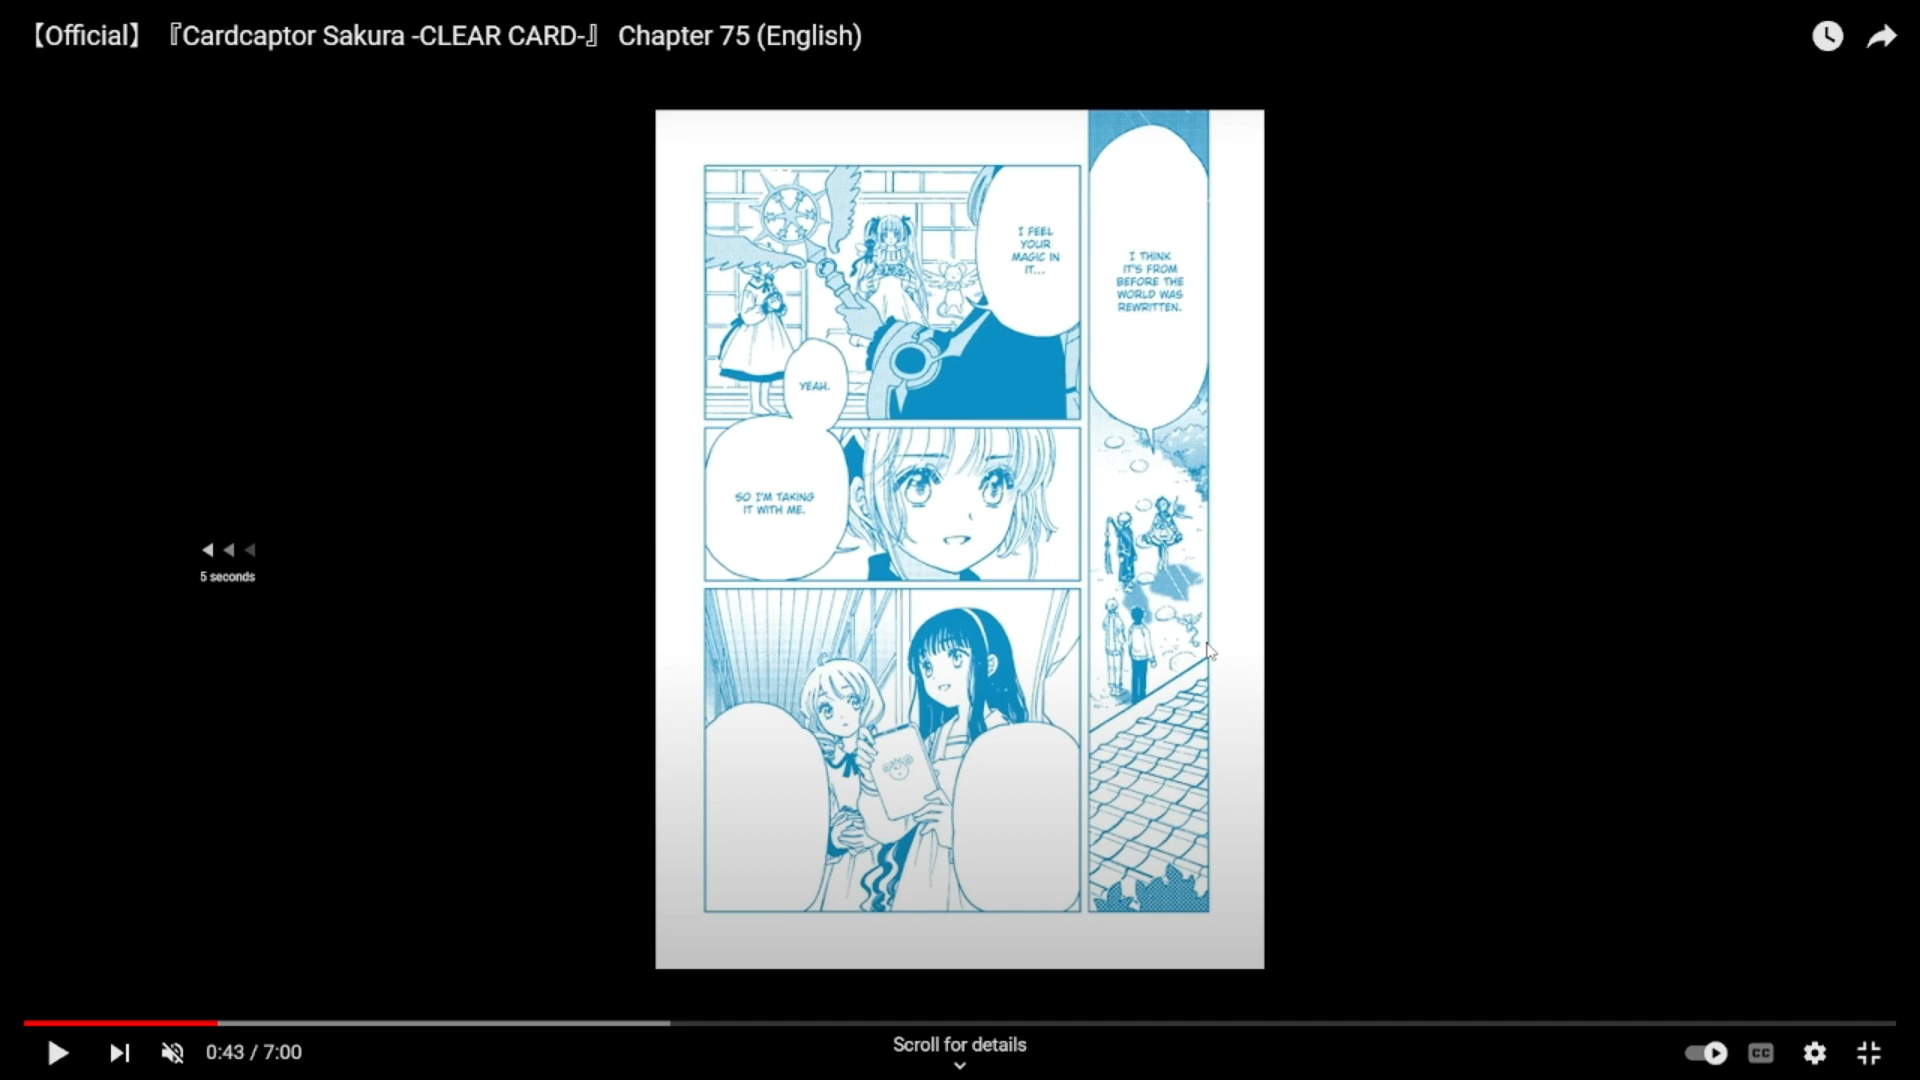 【Official】 『Cardcaptor Sakura -CLEAR CARD-』 Chapter 75 (English)
I THINK
IT'S FROM
BEFORE THE
WORLD WAS
REWRITTEN.
I FEEL
YOUR
MAGIC IN
IT...
YEAH.
SO I'M TAKING
IT WITH ME.
5 seconds
Scroll for details
0:43 / 7:00
CC